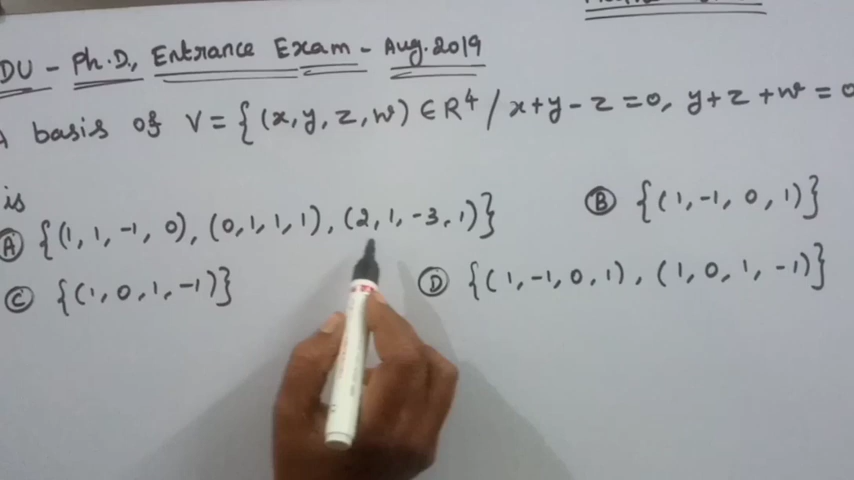 DU - Ph.D., Entrance Exam - Aug. 2019
A basis of V = {(x, y, z, w) ∈ R⁴ / x+y-z=0, y+z+w=0
is
Ⓐ {(1, 1, -1, 0), (0, 1, 1, 1), (2, 1, -3, 1)} Ⓑ {(1, -1, 0, 1)}
Ⓒ {(1, 0, 1, -1)} Ⓓ {(1, -1, 0, 1), (1, 0, 1, -1)}